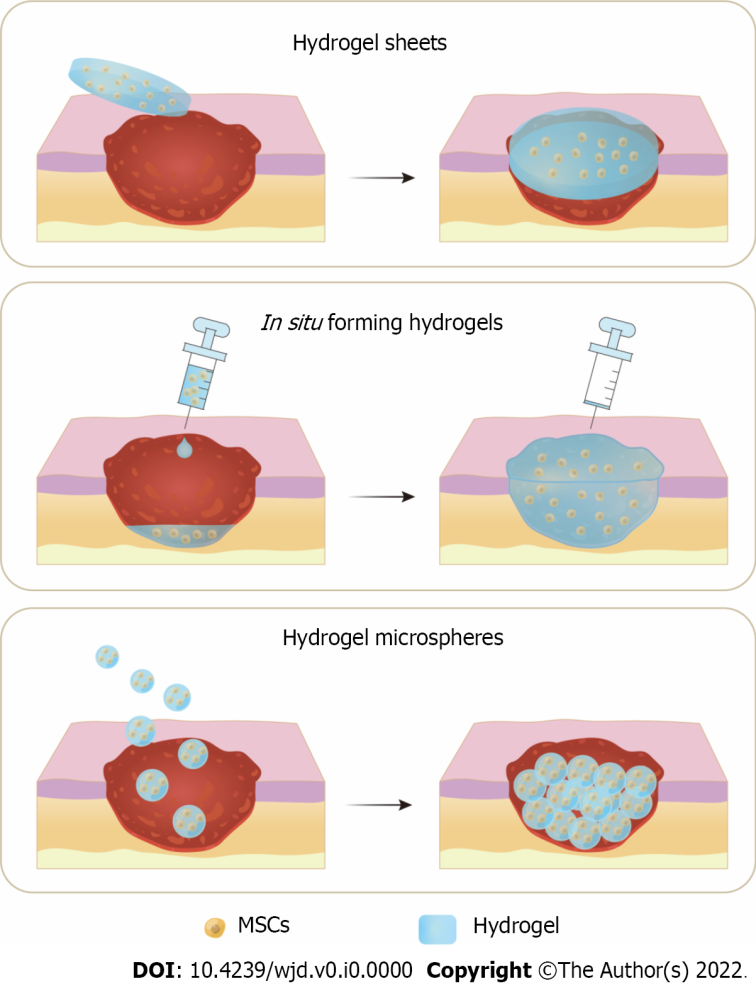 Hydrogel sheets
In situ forming hydrogels
Hydrogel microspheres
MSCs
Hydrogel
DOI: 10.4239/wjd.v0.i0.0000 Copyright ©The Author(s) 2022.